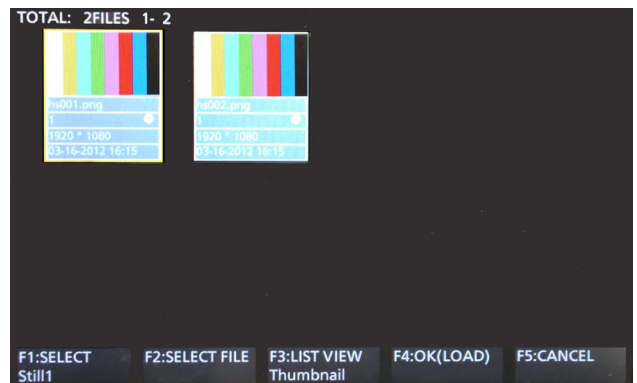 TOTAL: 2FILES 1- 2
hs001.png
1
1920 * 1080
03-16-2012 16:15
hs002.png
1
1920 * 1080
03-16-2012 16:15
F1:SELECT
Still1
F2:SELECT FILE
F3:LIST VIEW
Thumbnail
F4:OK(LOAD)
F5:CANCEL